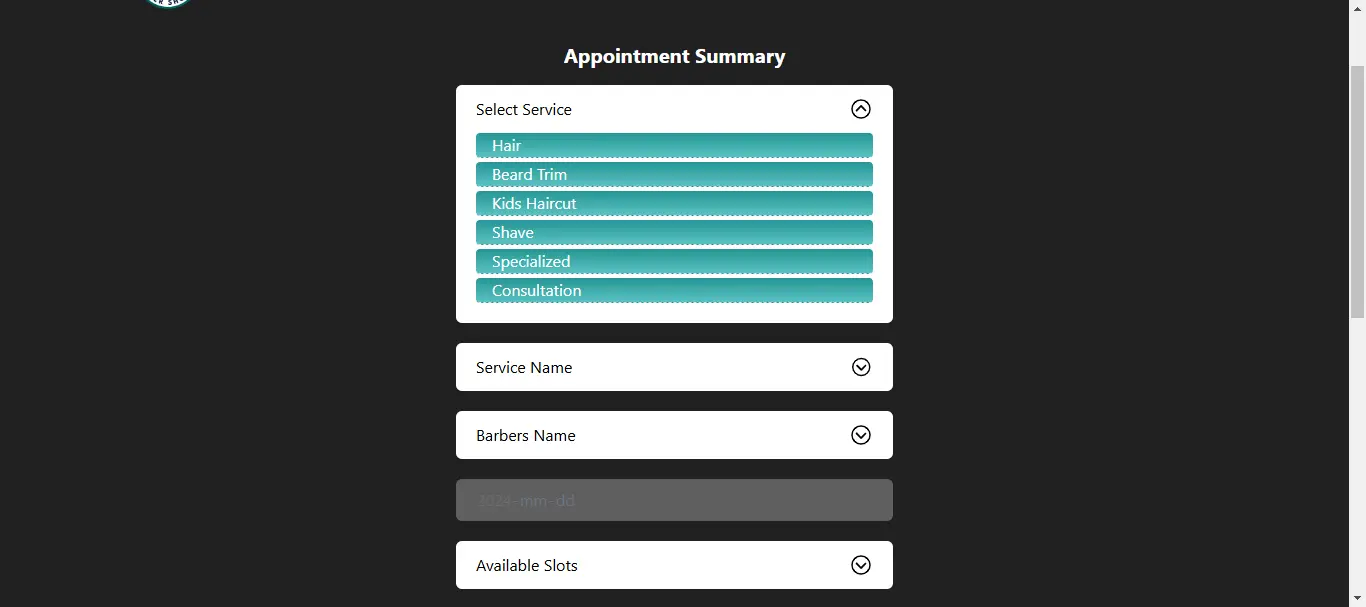 Appointment Summary
Select Service
Hair
Beard Trim
Kids Haircut
Shave
Specialized
Consultation
Service Name
Barbers Name
2024-mm-dd
Available Slots